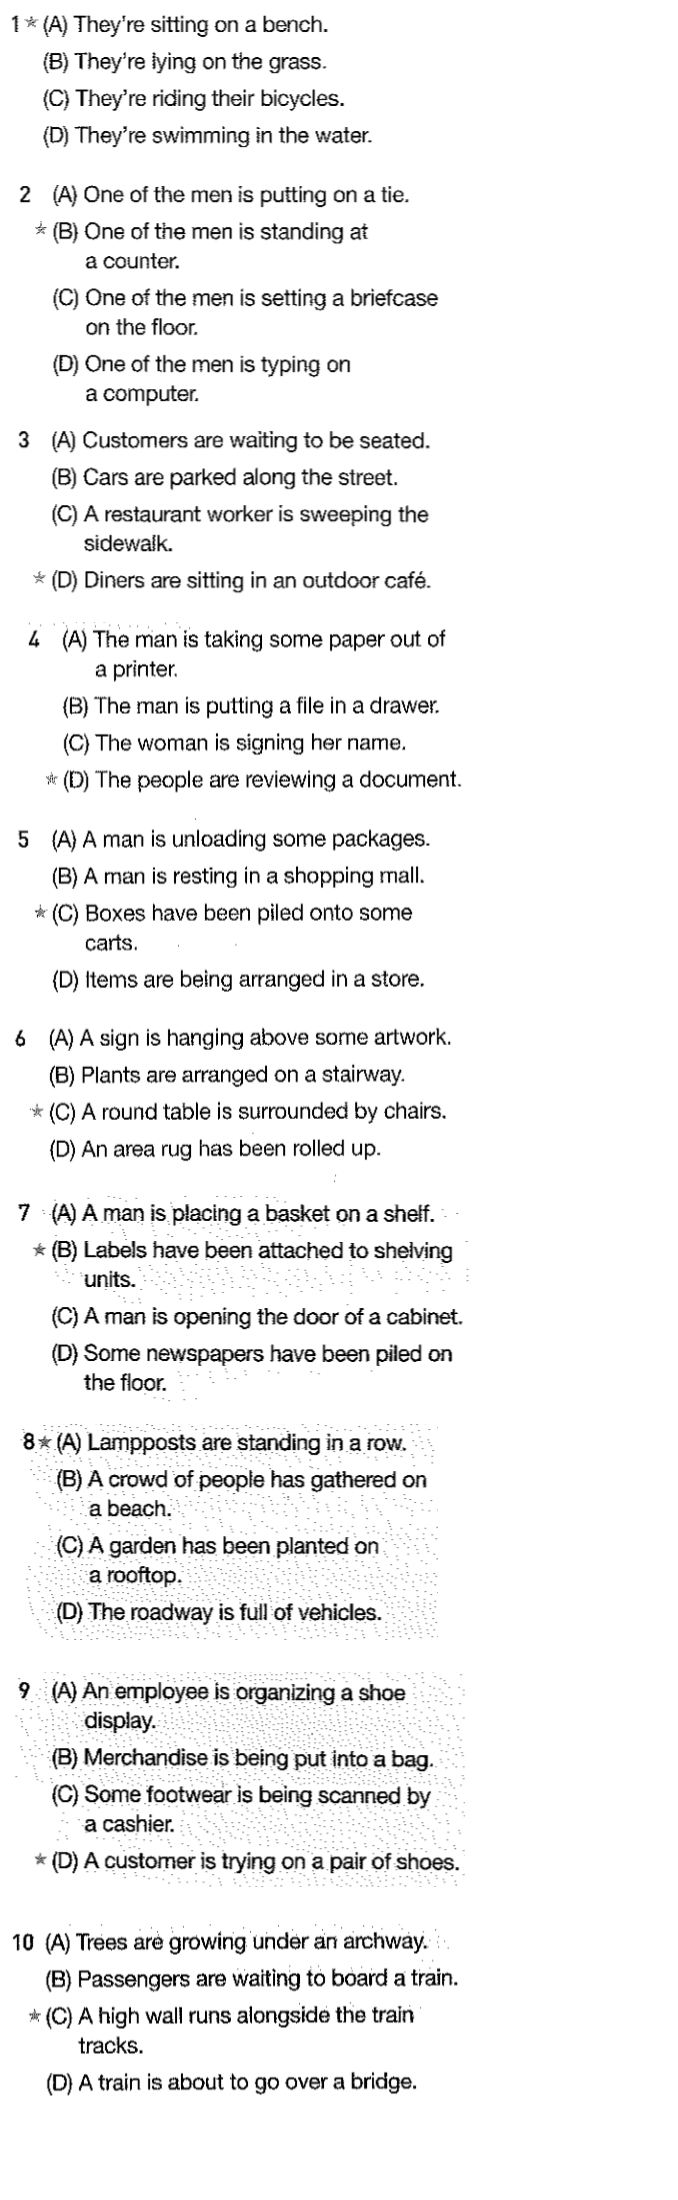 1 ☆ (A) They're sitting on a bench.
(B) They're lying on the grass.
(C) They're riding their bicycles.
(D) They're swimming in the water.
2 (A) One of the men is putting on a tie.
☆ (B) One of the men is standing at
a counter.
(C) One of the men is setting a briefcase
on the floor.
(D) One of the men is typing on
a computer.
3 (A) Customers are waiting to be seated.
(B) Cars are parked along the street.
(C) A restaurant worker is sweeping the
sidewalk.
☆ (D) Diners are sitting in an outdoor café.
4 (A) The man is taking some paper out of
a printer.
(B) The man is putting a file in a drawer.
(C) The woman is signing her name.
☆ (D) The people are reviewing a document.
5 (A) A man is unloading some packages.
(B) A man is resting in a shopping mall.
☆ (C) Boxes have been piled onto some
carts.
(D) Items are being arranged in a store.
6 (A) A sign is hanging above some artwork.
(B) Plants are arranged on a stairway.
☆ (C) A round table is surrounded by chairs.
(D) An area rug has been rolled up.
7 (A) A man is placing a basket on a shelf.
☆ (B) Labels have been attached to shelving
units.
(C) A man is opening the door of a cabinet.
(D) Some newspapers have been piled on
the floor.
8 ☆ (A) Lampposts are standing in a row.
(B) A crowd of people has gathered on
a beach.
(C) A garden has been planted on
a rooftop.
(D) The roadway is full of vehicles.
9 (A) An employee is organizing a shoe
display.
(B) Merchandise is being put into a bag.
(C) Some footwear is being scanned by
a cashier.
☆ (D) A customer is trying on a pair of shoes.
10 (A) Trees are growing under an archway.
(B) Passengers are waiting to board a train.
☆ (C) A high wall runs alongside the train
tracks.
(D) A train is about to go over a bridge.